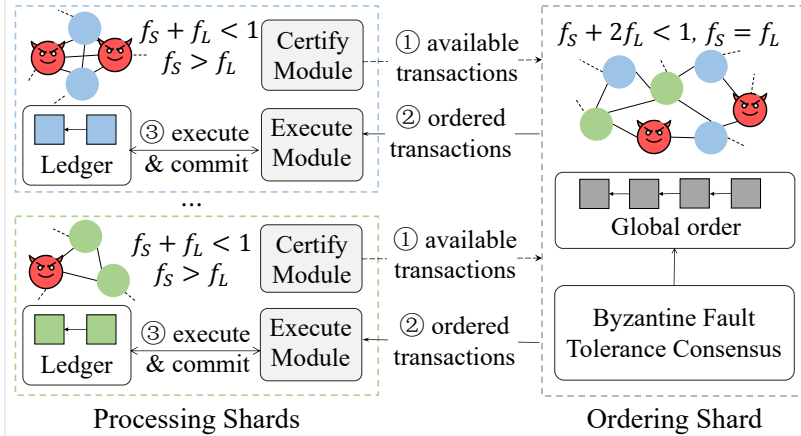 f_S + f_L < 1
f_S > f_L
Certify
Module
① available
transactions
f_S + 2f_L < 1, f_S = f_L
Ledger
③ execute
& commit
Execute
Module
② ordered
transactions
Global order
...
f_S + f_L < 1
f_S > f_L
Certify
Module
① available
transactions
Ledger
③ execute
& commit
Execute
Module
② ordered
transactions
Byzantine Fault
Tolerance Consensus
Processing Shards
Ordering Shard